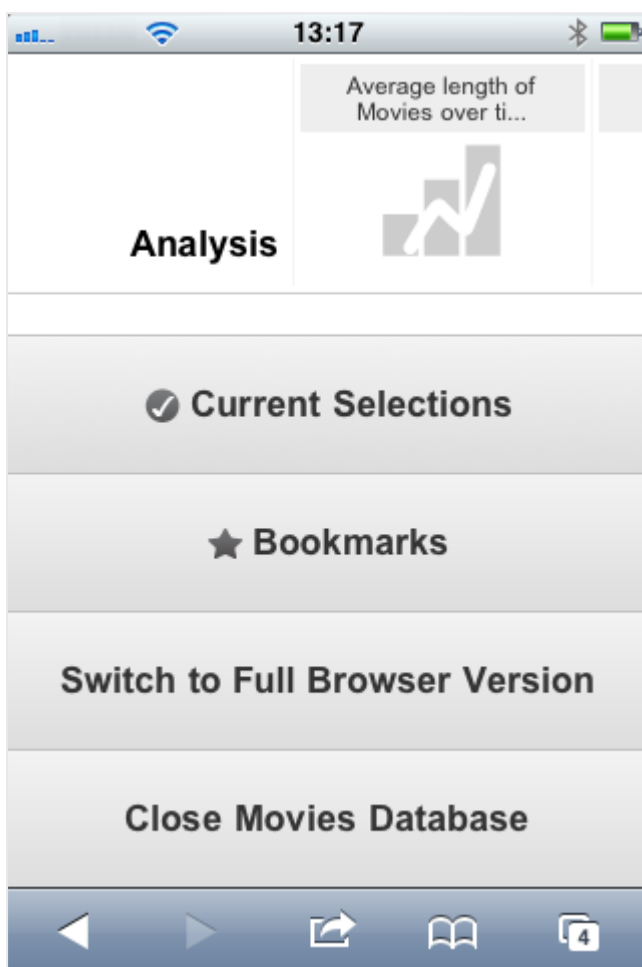 13:17
Average length of
Movies over ti...
Analysis
Current Selections
Bookmarks
Switch to Full Browser Version
Close Movies Database
4